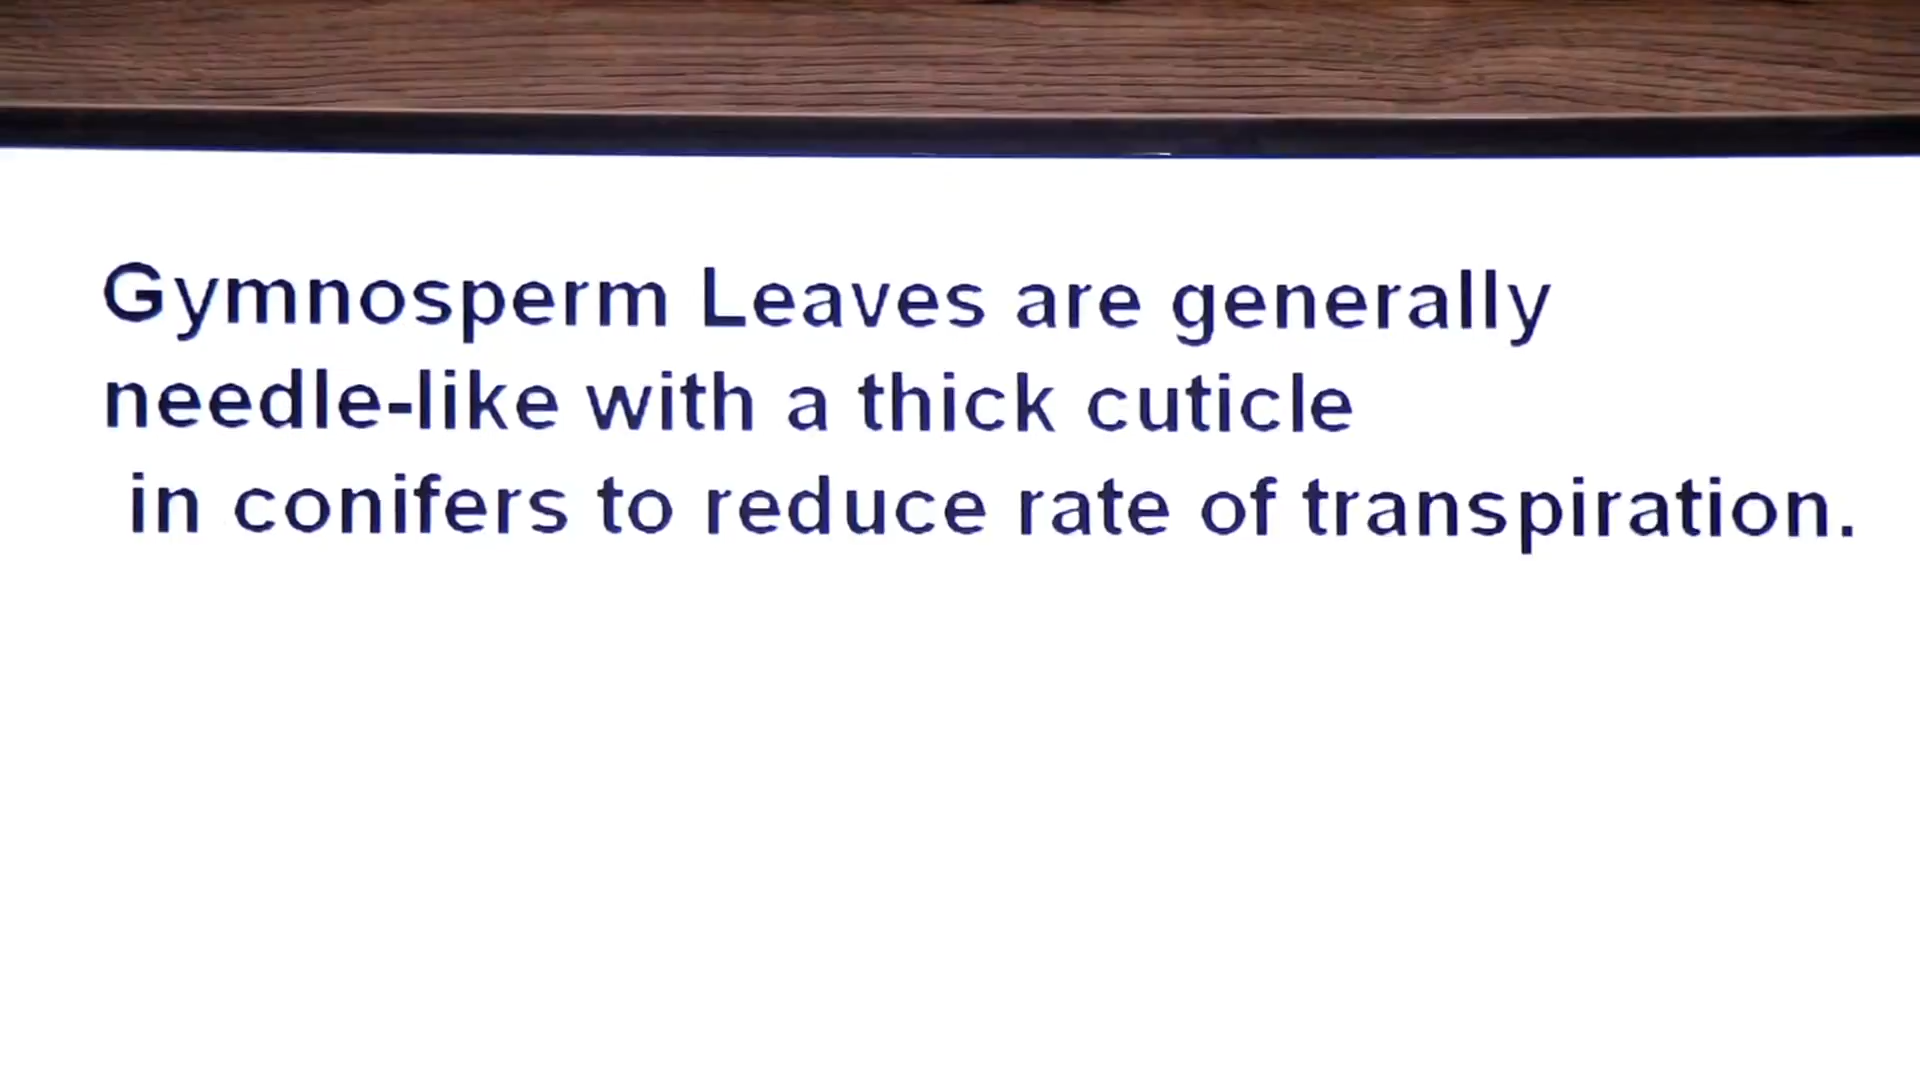 Gymnosperm Leaves are generally
needle-like with a thick cuticle
in conifers to reduce rate of transpiration.